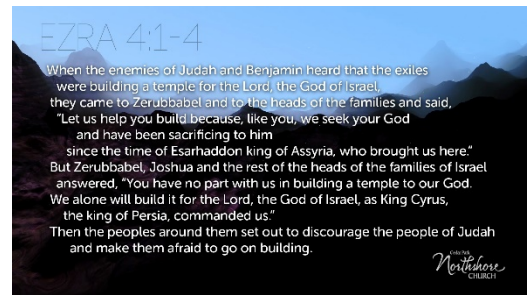 EZRA 4:1-4
When the enemies of Judah and Benjamin heard that the exiles
were building a temple for the Lord, the God of Israel,
they came to Zerubbabel and to the heads of the families and said,
"Let us help you build because, like you, we seek your God
and have been sacrificing to him
since the time of Esarhaddon king of Assyria, who brought us here."
But Zerubbabel, Joshua and the rest of the heads of the families of Israel
answered, "You have no part with us in building a temple to our God.
We alone will build it for the Lord, the God of Israel, as King Cyrus,
the king of Persia, commanded us."
Then the peoples around them set out to discourage the people of Judah
and make them afraid to go on building.
Cedar Park
Northshore
CHURCH